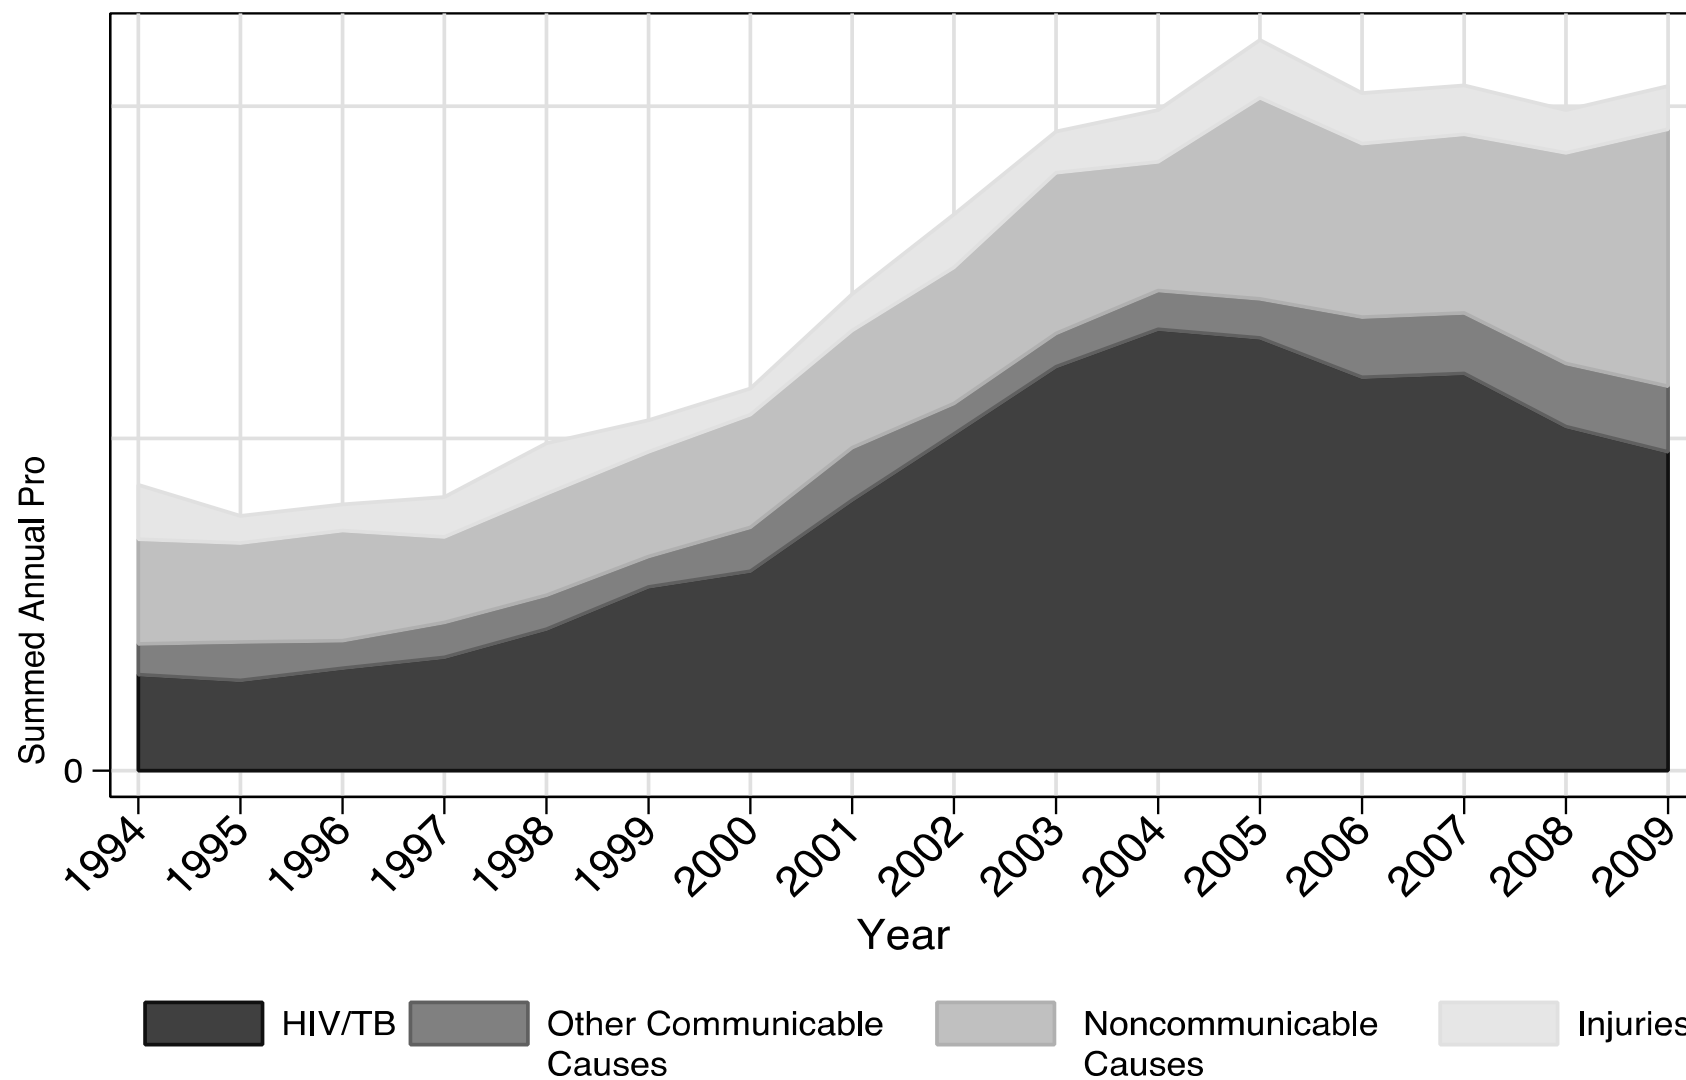 Summed Annual Pro
0
1994 1995 1996 1997 1998 1999 2000 2001 2002 2003 2004 2005 2006 2007 2008 2009
Year
HIV/TB Other Communicable Noncommunicable Injuries
Causes Causes